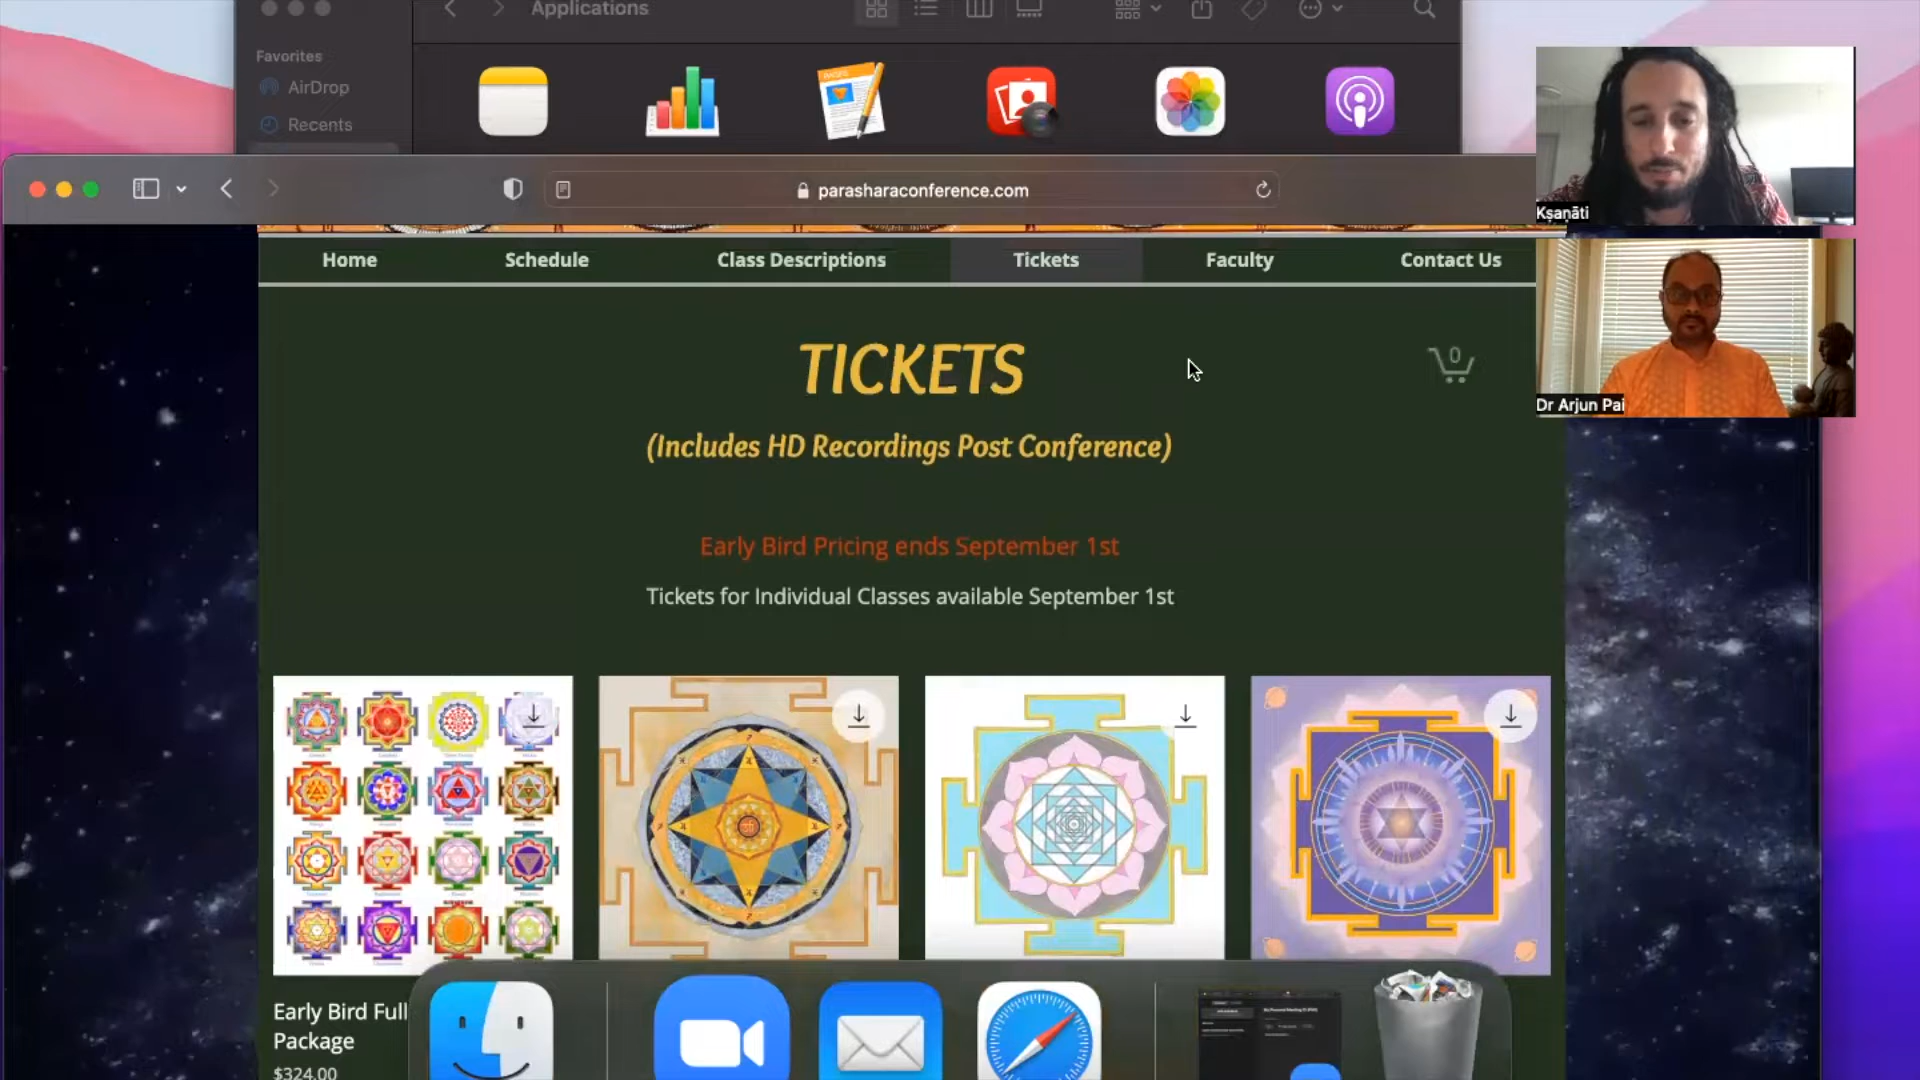 Applications
Favorites
AirDrop
Recents
parasharaconference.com
Kṣaṇāti
Home
Schedule
Class Descriptions
Tickets
Faculty
Contact Us
TICKETS
0
Dr Arjun Pai
(Includes HD Recordings Post Conference)
Early Bird Pricing ends September 1st
Tickets for Individual Classes available September 1st
Early Bird Full
Package
$324.00